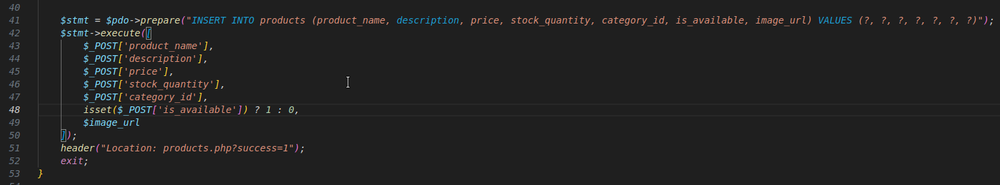 40
41 $stmt = $pdo->prepare("INSERT INTO products (product_name, description, price, stock_quantity, category_id, is_available, image_url) VALUES (?, ?, ?, ?, ?, ?, ?)");
42 $stmt->execute([
43 $_POST['product_name'],
44 $_POST['description'],
45 $_POST['price'],
46 $_POST['stock_quantity'],
47 $_POST['category_id'],
48 isset($_POST['is_available']) ? 1 : 0,
49 $image_url
50 ]);
51 header("Location: products.php?success=1");
52 exit;
53 }